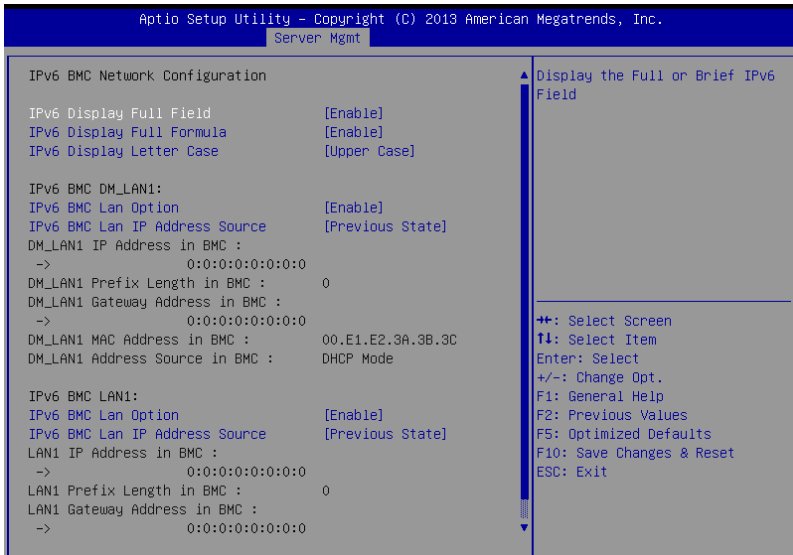 Aptio Setup Utility – Copyright (C) 2013 American Megatrends, Inc.
Server Mgmt
IPv6 BMC Network Configuration
IPv6 Display Full Field [Enable]
IPv6 Display Full Formula [Enable]
IPv6 Display Letter Case [Upper Case]
IPv6 BMC DM_LAN1:
IPv6 BMC Lan Option [Enable]
IPv6 BMC Lan IP Address Source [Previous State]
DM_LAN1 IP Address in BMC :
-> 0:0:0:0:0:0:0:0
DM_LAN1 Prefix Length in BMC : 0
DM_LAN1 Gateway Address in BMC :
-> 0:0:0:0:0:0:0:0
DM_LAN1 MAC Address in BMC : 00.E1.E2.3A.3B.3C
DM_LAN1 Address Source in BMC : DHCP Mode
IPv6 BMC LAN1:
IPv6 BMC Lan Option [Enable]
IPv6 BMC Lan IP Address Source [Previous State]
LAN1 IP Address in BMC :
-> 0:0:0:0:0:0:0:0
LAN1 Prefix Length in BMC : 0
LAN1 Gateway Address in BMC :
-> 0:0:0:0:0:0:0:0
Display the Full or Brief IPv6
Field
→←: Select Screen
↑↓: Select Item
Enter: Select
+/-: Change Opt.
F1: General Help
F2: Previous Values
F5: Optimized Defaults
F10: Save Changes & Reset
ESC: Exit